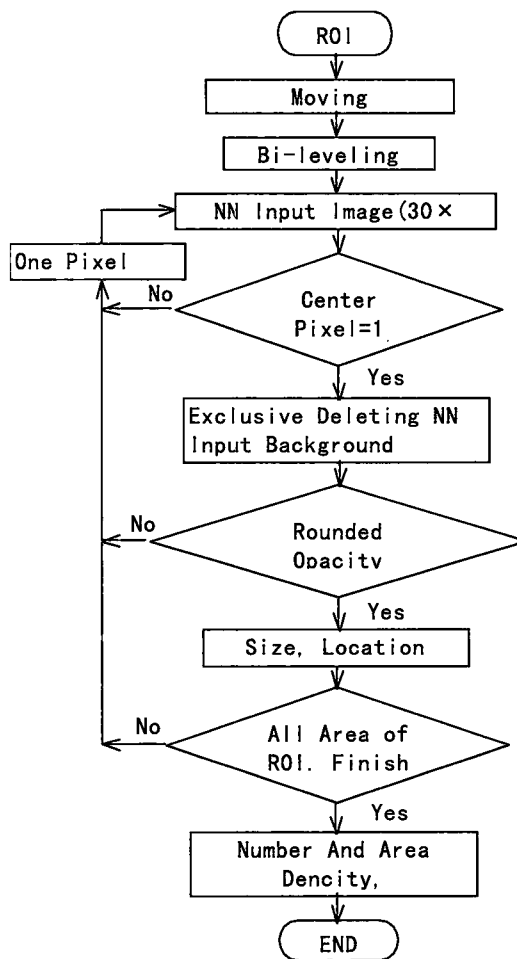 ROI
Moving
Bi-leveling
NN Input Image(30×
One Pixel
No
Center
Pixel=1
Yes
Exclusive Deleting NN
Input Background
No
Rounded
Opacity
Yes
Size, Location
No
All Area of
ROI. Finish
Yes
Number And Area
Dencity,
END